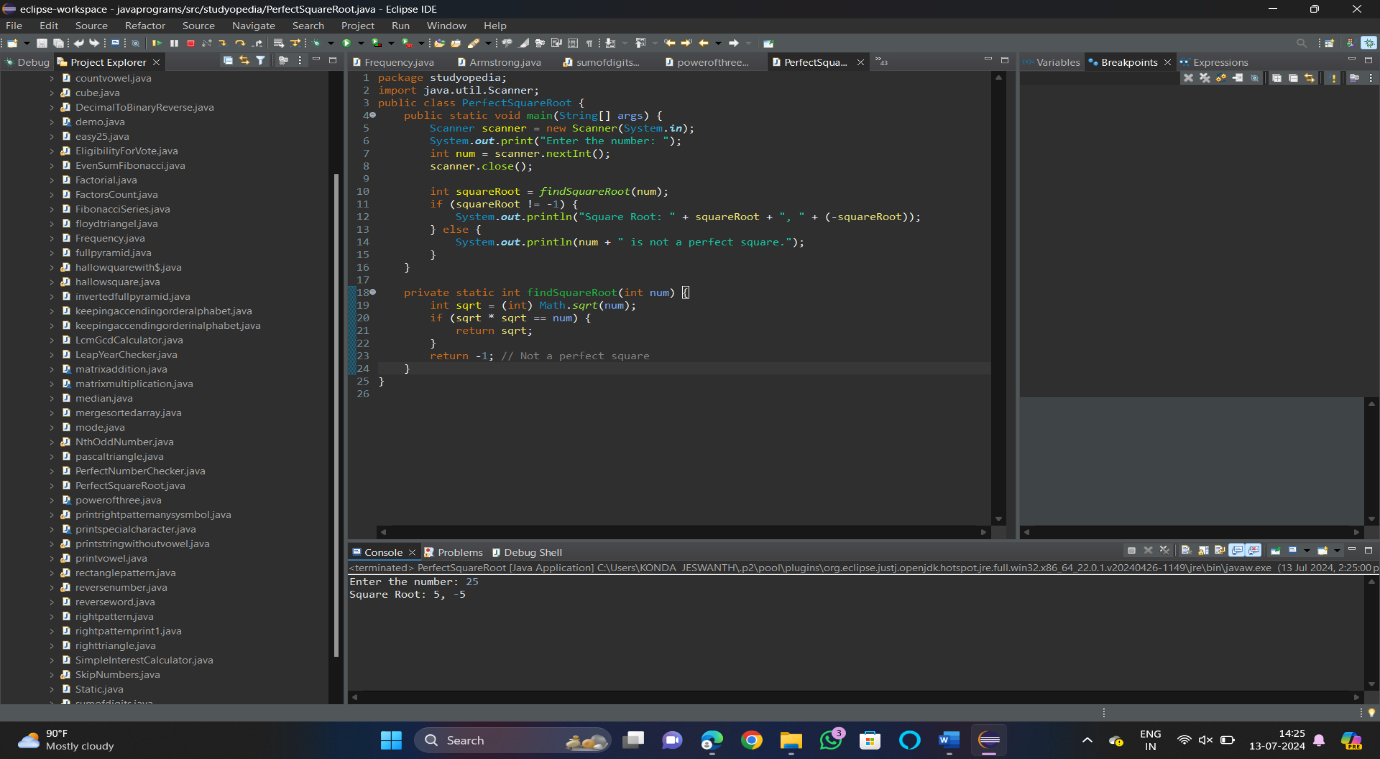 eclipse-workspace - javaprograms/src/studyopedia/PerfectSquareRoot.java - Eclipse IDE
File Edit Source Refactor Source Navigate Search Project Run Window Help
Debug Project Explorer
countvowel.java
cube.java
DecimalToBinaryReverse.java
demo.java
easy25.java
EligibilityForVote.java
EvenSumFibonacci.java
Factorial.java
FactorsCount.java
FibonacciSeries.java
floydtriangel.java
Frequency.java
fullpyramid.java
hallowquarewith$.java
hallowsquare.java
invertedfullpyramid.java
keepingaccendingorderalphabet.java
keepingaccendingorderinalphabet.java
LcmGcdCalculator.java
LeapYearChecker.java
matrixaddition.java
matrixmultiplication.java
median.java
mergesortedarray.java
mode.java
NthOddNumber.java
pascaltriangle.java
PerfectNumberChecker.java
PerfectSquareRoot.java
powerofthree.java
printrightpatternanysysmbol.java
printspecialcharacter.java
printstringwithoutvowel.java
printvowel.java
rectanglepattern.java
reversenumber.java
reverseword.java
rightpattern.java
rightpatternprint1.java
righttriangle.java
SimpleInterestCalculator.java
SkipNumbers.java
Static.java
sumofdigits.java
Frequency.java Armstrong.java sumofdigits... powerofthree... PerfectSqua... 43
1 package studyopedia;
2 import java.util.Scanner;
3 public class PerfectSquareRoot {
4 public static void main(String[] args) {
5 Scanner scanner = new Scanner(System.in);
6 System.out.print("Enter the number: ");
7 int num = scanner.nextInt();
8 scanner.close();
9
10 int squareRoot = findSquareRoot(num);
11 if (squareRoot != -1) {
12 System.out.println("Square Root: " + squareRoot + ", " + (-squareRoot));
13 } else {
14 System.out.println(num + " is not a perfect square.");
15 }
16 }
17
18 private static int findSquareRoot(int num) {
19 int sqrt = (int) Math.sqrt(num);
20 if (sqrt * sqrt == num) {
21 return sqrt;
22 }
23 return -1; // Not a perfect square
24 }
25 }
26
Variables Breakpoints Expressions
Console Problems Debug Shell
<terminated> PerfectSquareRoot [Java Application] C:\Users\KONDA JESWANTH\.p2\pool\plugins\org.eclipse.justj.openjdk.hotspot.jre.full.win32.x86_64_22.0.1.v20240426-1149\jre\bin\javaw.exe (13 Jul 2024, 2:25:00 p
Enter the number: 25
Square Root: 5, -5
90°F
Mostly cloudy
Search
3
ENG
IN
14:25
13-07-2024
PRE